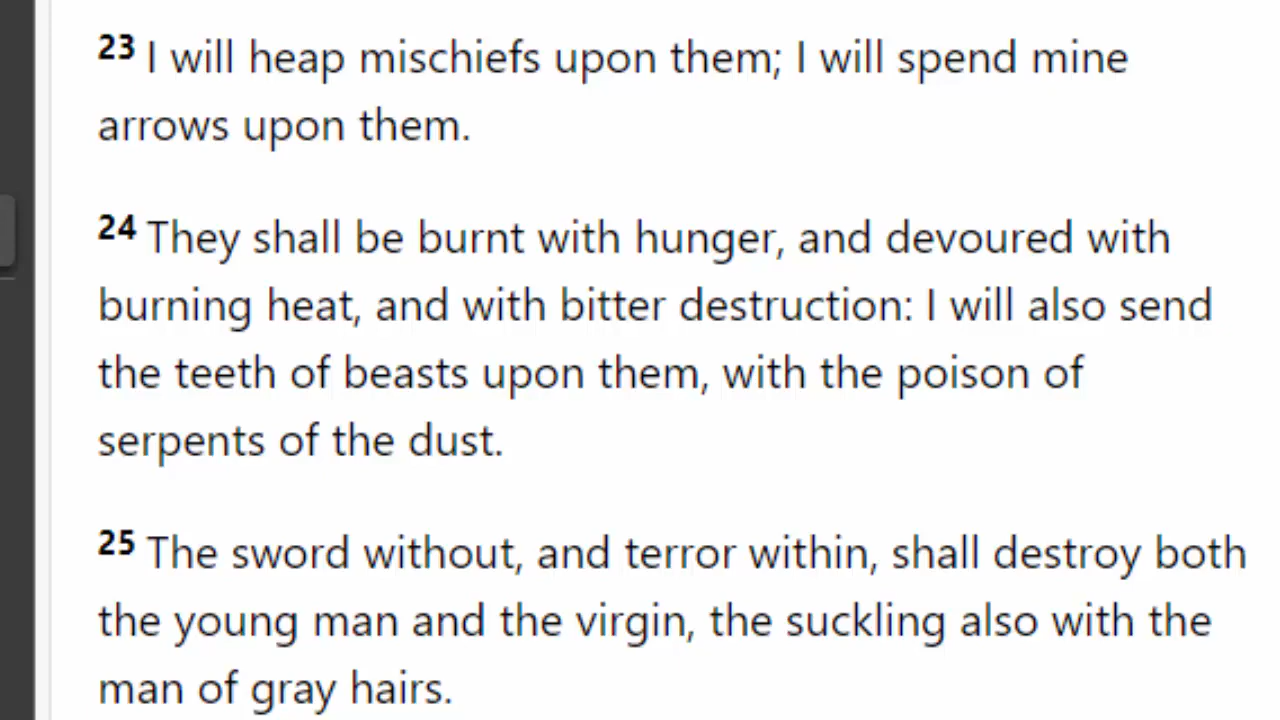 23 I will heap mischiefs upon them; I will spend mine
arrows upon them.
24 They shall be burnt with hunger, and devoured with
burning heat, and with bitter destruction: I will also send
the teeth of beasts upon them, with the poison of
serpents of the dust.
25 The sword without, and terror within, shall destroy both
the young man and the virgin, the suckling also with the
man of gray hairs.